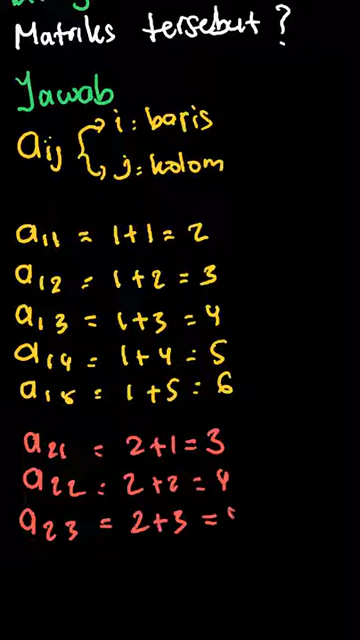 Matriks tersebut?
Jawab
aij i: baris
j: kolom
a11 = 1+1 = 2
a12 = 1+2 = 3
a13 = 1+3 = 4
a14 = 1+4 = 5
a15 = 1+5 = 6
a21 = 2+1 = 3
a22 = 2+2 = 4
a23 = 2+3 =